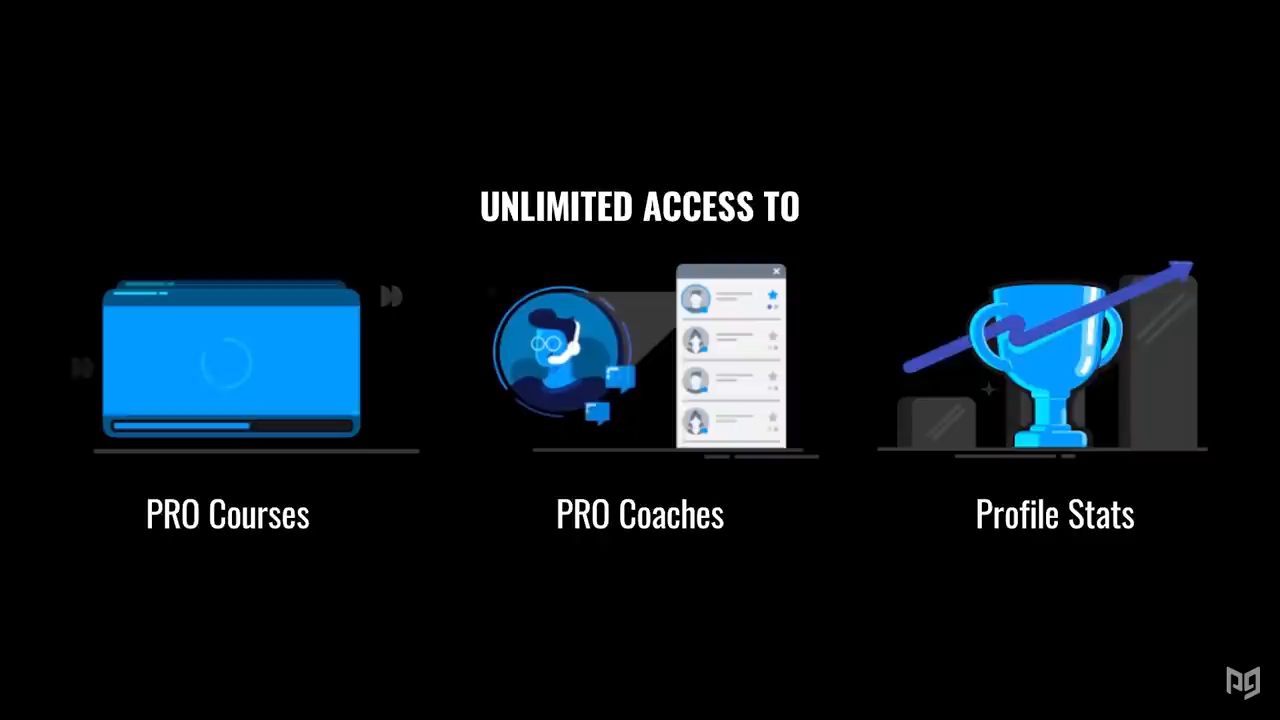 UNLIMITED ACCESS TO
PRO Courses
PRO Coaches
Profile Stats